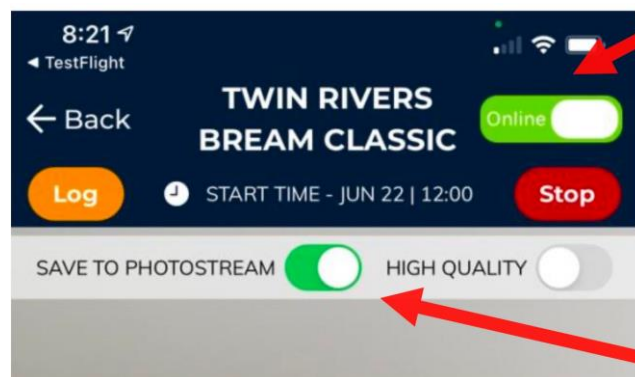 8:21
◀ TestFlight
← Back
TWIN RIVERS
BREAM CLASSIC
Online
Log
START TIME - JUN 22 | 12:00
Stop
SAVE TO PHOTOSTREAM
HIGH QUALITY